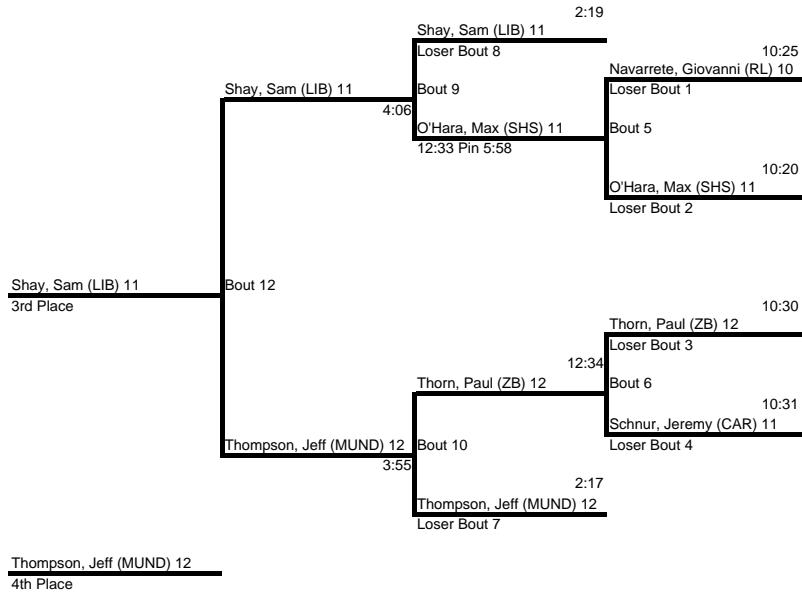 2:19
Shay, Sam (LIB) 11
Loser Bout 8
10:25
Navarrete, Giovanni (RL) 10
Loser Bout 1
Shay, Sam (LIB) 11
Bout 9
4:06
O'Hara, Max (SHS) 11
12:33 Pin 5:58
Bout 5
10:20
O'Hara, Max (SHS) 11
Loser Bout 2
Shay, Sam (LIB) 11
3rd Place
Bout 12
10:30
Thorn, Paul (ZB) 12
Loser Bout 3
12:34
Thorn, Paul (ZB) 12
Bout 6
10:31
Schnur, Jeremy (CAR) 11
Loser Bout 4
Thompson, Jeff (MUND) 12
Bout 10
3:55
2:17
Thompson, Jeff (MUND) 12
Loser Bout 7
Thompson, Jeff (MUND) 12
4th Place